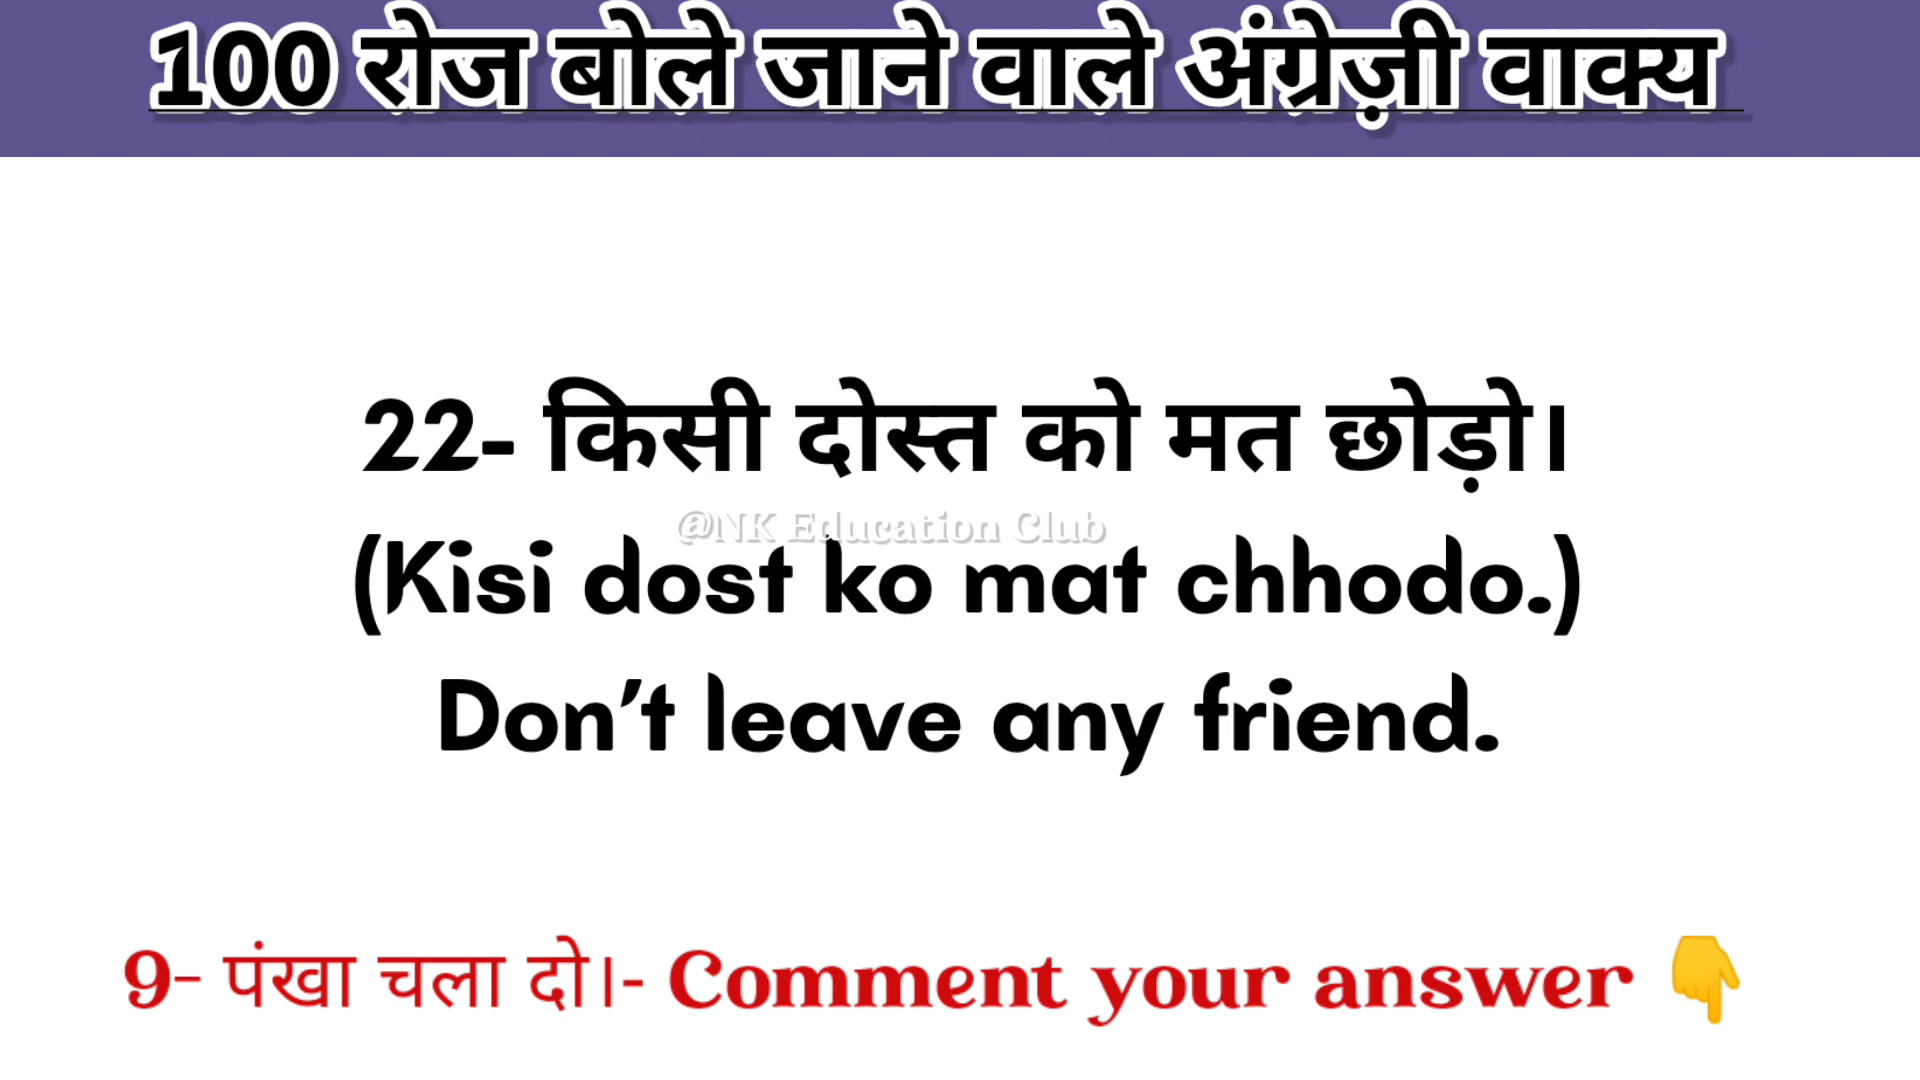 100 रोज बोले जाने वाले अंग्रेज़ी वाक्य
22- किसी दोस्त को मत छोड़ो।
@NK Education Club
(Kisi dost ko mat chhodo.)
Don’t leave any friend.
9- पंखा चला दो।- Comment your answer 👇